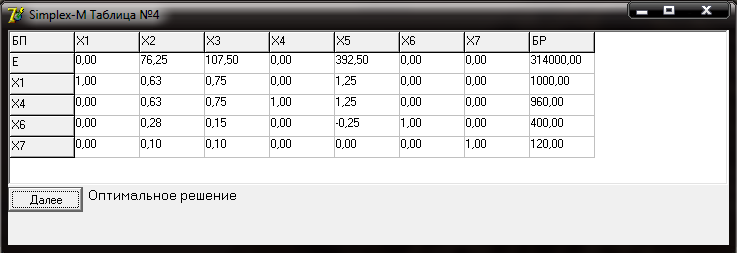 Simplex-M Таблица №4
БП X1 X2 X3 X4 X5 X6 X7 БР
E 0,00 76,25 107,50 0,00 392,50 0,00 0,00 314000,00
X1 1,00 0,63 0,75 0,00 1,25 0,00 0,00 1000,00
X4 0,00 0,63 0,75 1,00 1,25 0,00 0,00 960,00
X6 0,00 0,28 0,15 0,00 -0,25 1,00 0,00 400,00
X7 0,00 0,10 0,10 0,00 0,00 0,00 1,00 120,00
Далее Оптимальное решение